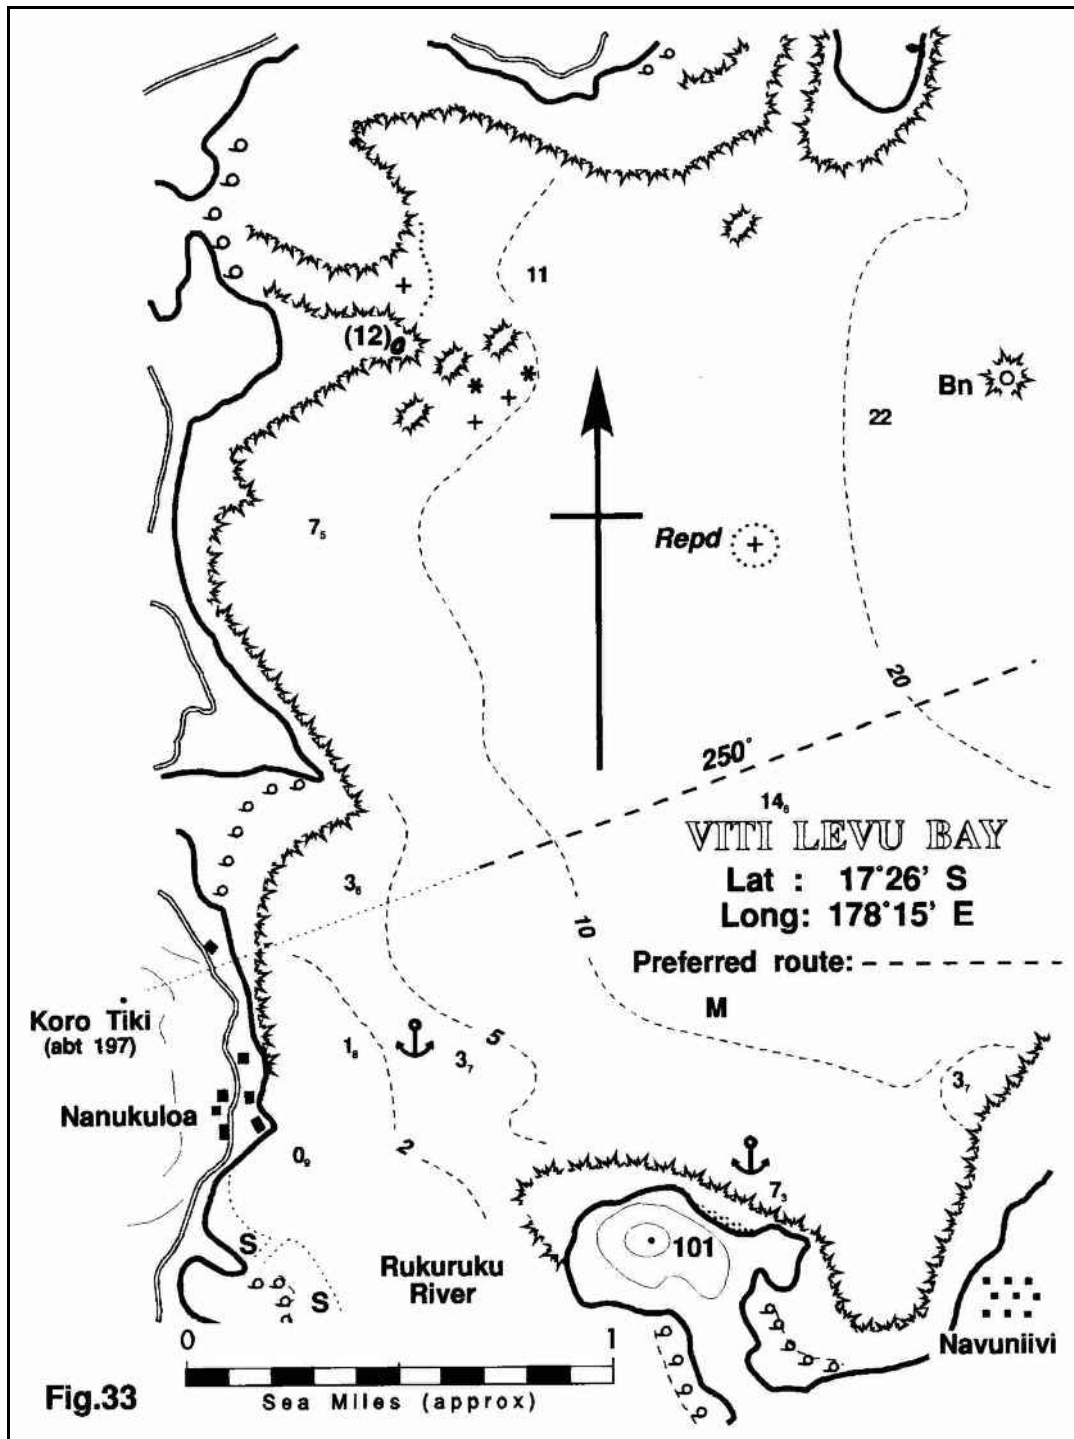 (12)
11
Bn
22
7₅
Repd
20
250°
14₈
VITI LEVU BAY
Lat : 17°26' S
Long: 178°15' E
Preferred route:
3₆
10
M
Koro Tiki
(abt 197)
1₈
3₇
5
3₇
Nanukuloa
0₉
2
7₃
S
101
S
Rukuruku
River
Navuniivi
0 1
Sea Miles (approx)
Fig.33